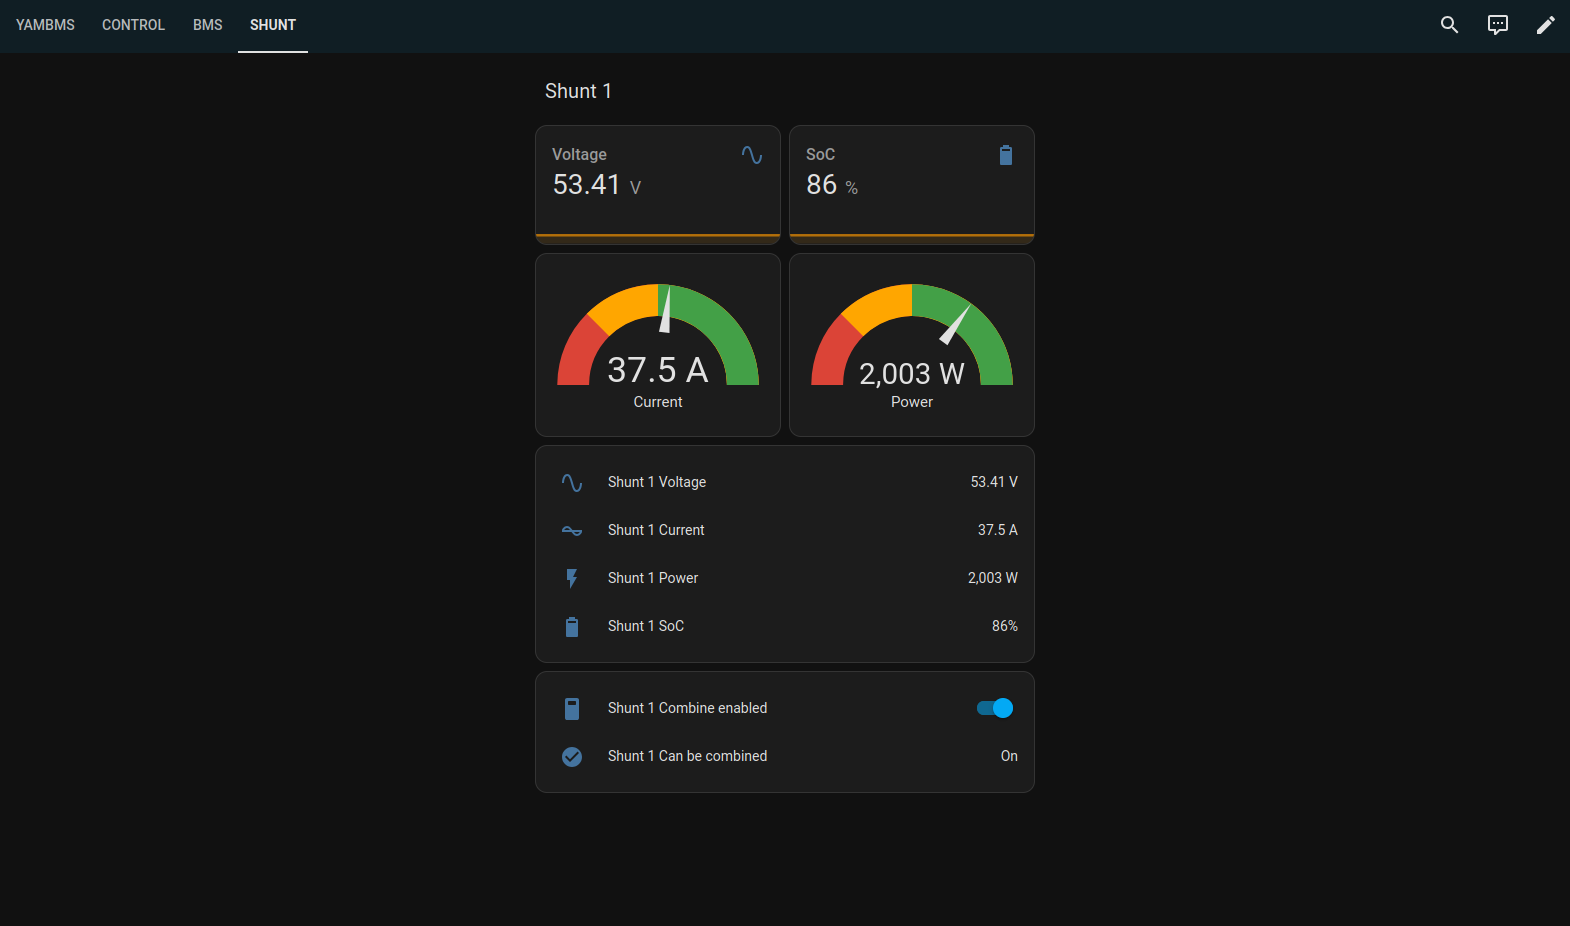 YAMBMS CONTROL BMS SHUNT
Shunt 1
Voltage
53.41 V
SoC
86 %
37.5 A
Current
2,003 W
Power
Shunt 1 Voltage 53.41 V
Shunt 1 Current 37.5 A
Shunt 1 Power 2,003 W
Shunt 1 SoC 86%
Shunt 1 Combine enabled
Shunt 1 Can be combined On